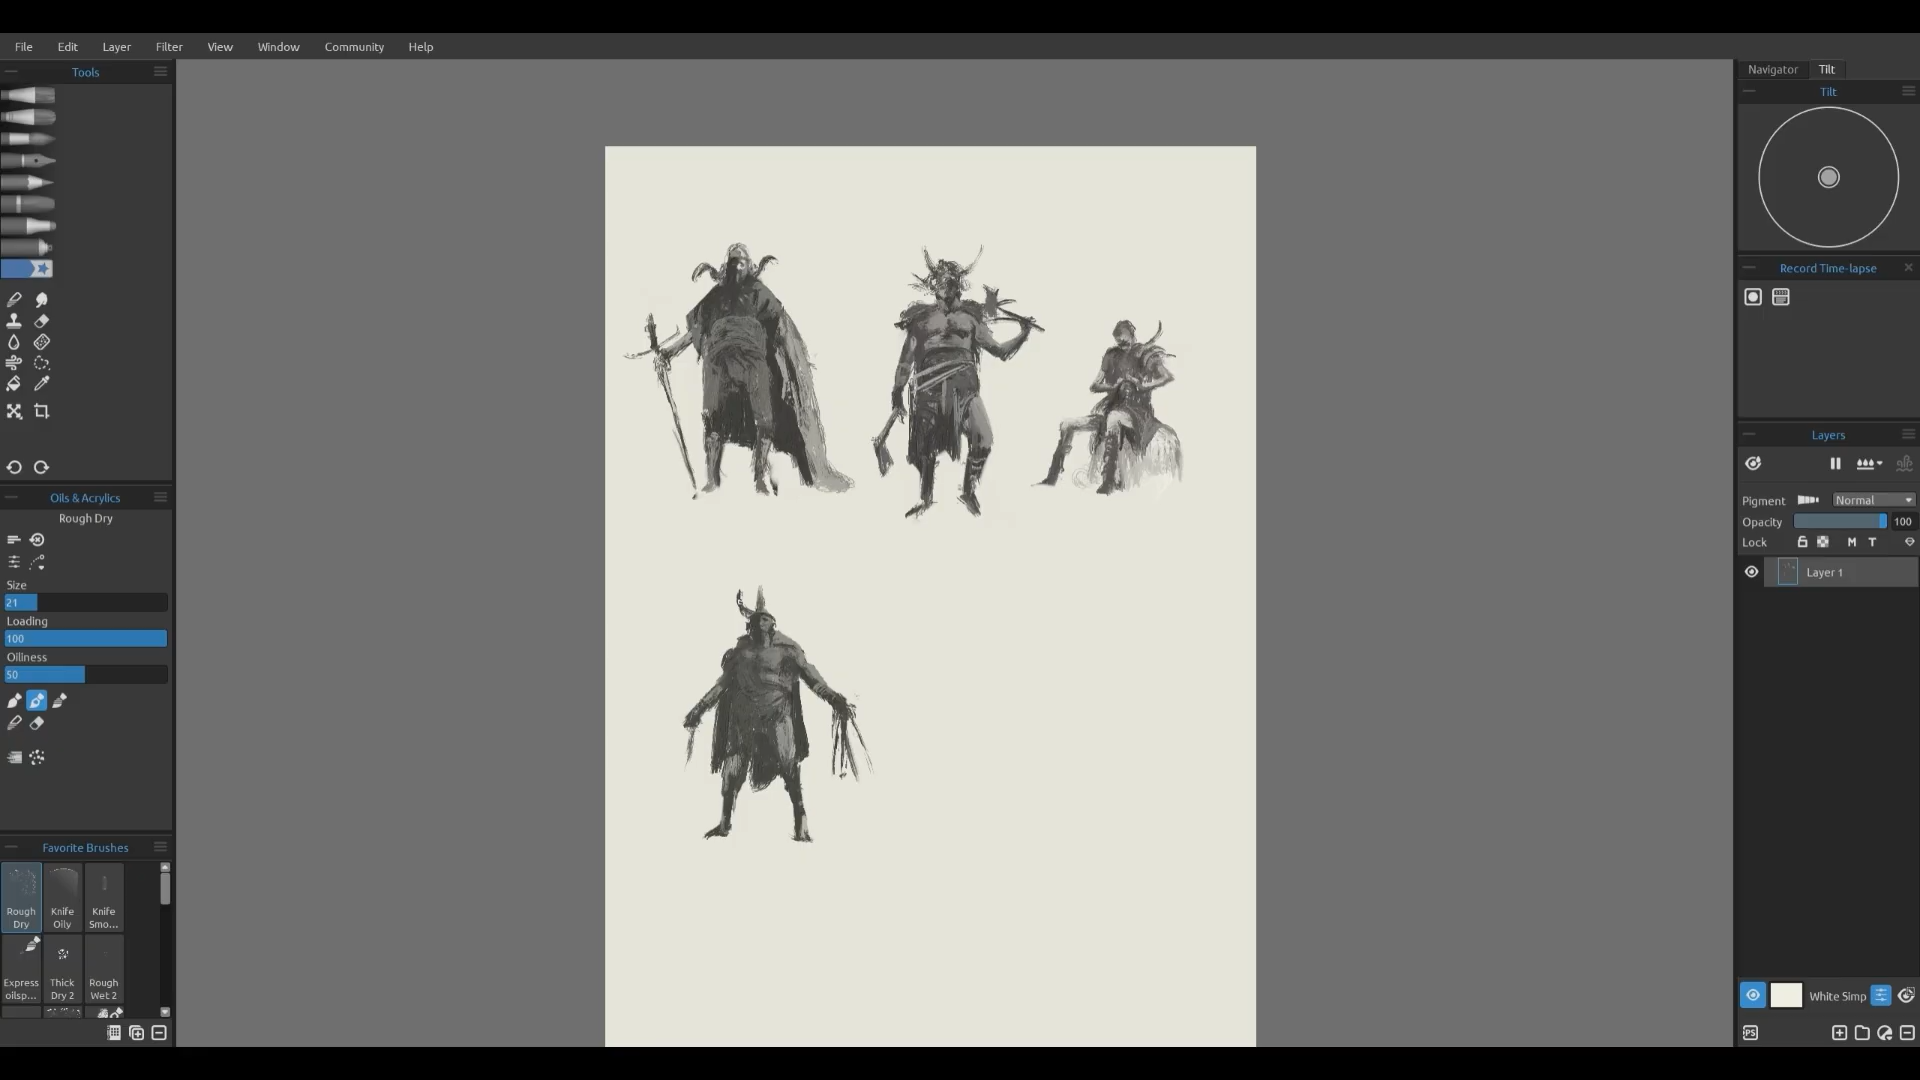 File Edit Layer Filter View Window Community Help
Tools
Navigator Tilt
Tilt
Record Time-lapse
Layers
Pigment Normal
Opacity 100
Lock M T
Layer 1
Oils & Acrylics
Rough Dry
Size
21
Loading
100
Oiliness
50
Favorite Brushes
Rough Dry
Knife Oily
Knife Smo...
Express oilsp...
Thick Dry 2
Rough Wet 2
White Simp
PS